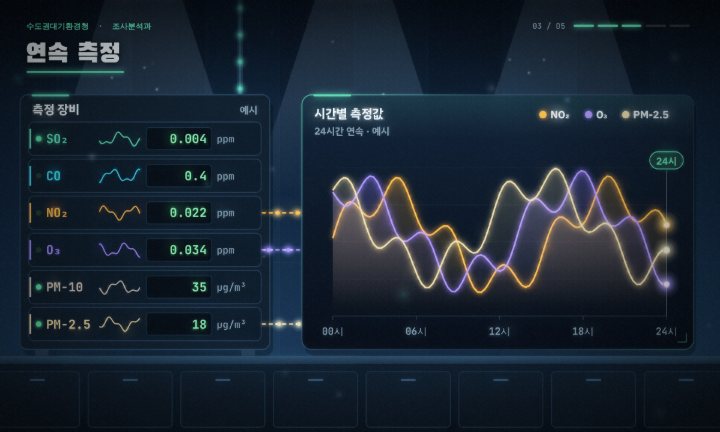 수도권대기환경청 · 조사분석과
03 / 05
연속 측정
측정 장비 예시
SO₂ 0.004 ppm
CO 0.4 ppm
NO₂ 0.022 ppm
O₃ 0.034 ppm
PM-10 35 μg/m³
PM-2.5 18 μg/m³
시간별 측정값
24시간 연속 · 예시
NO₂ O₃ PM-2.5
24시
00시 06시 12시 18시 24시